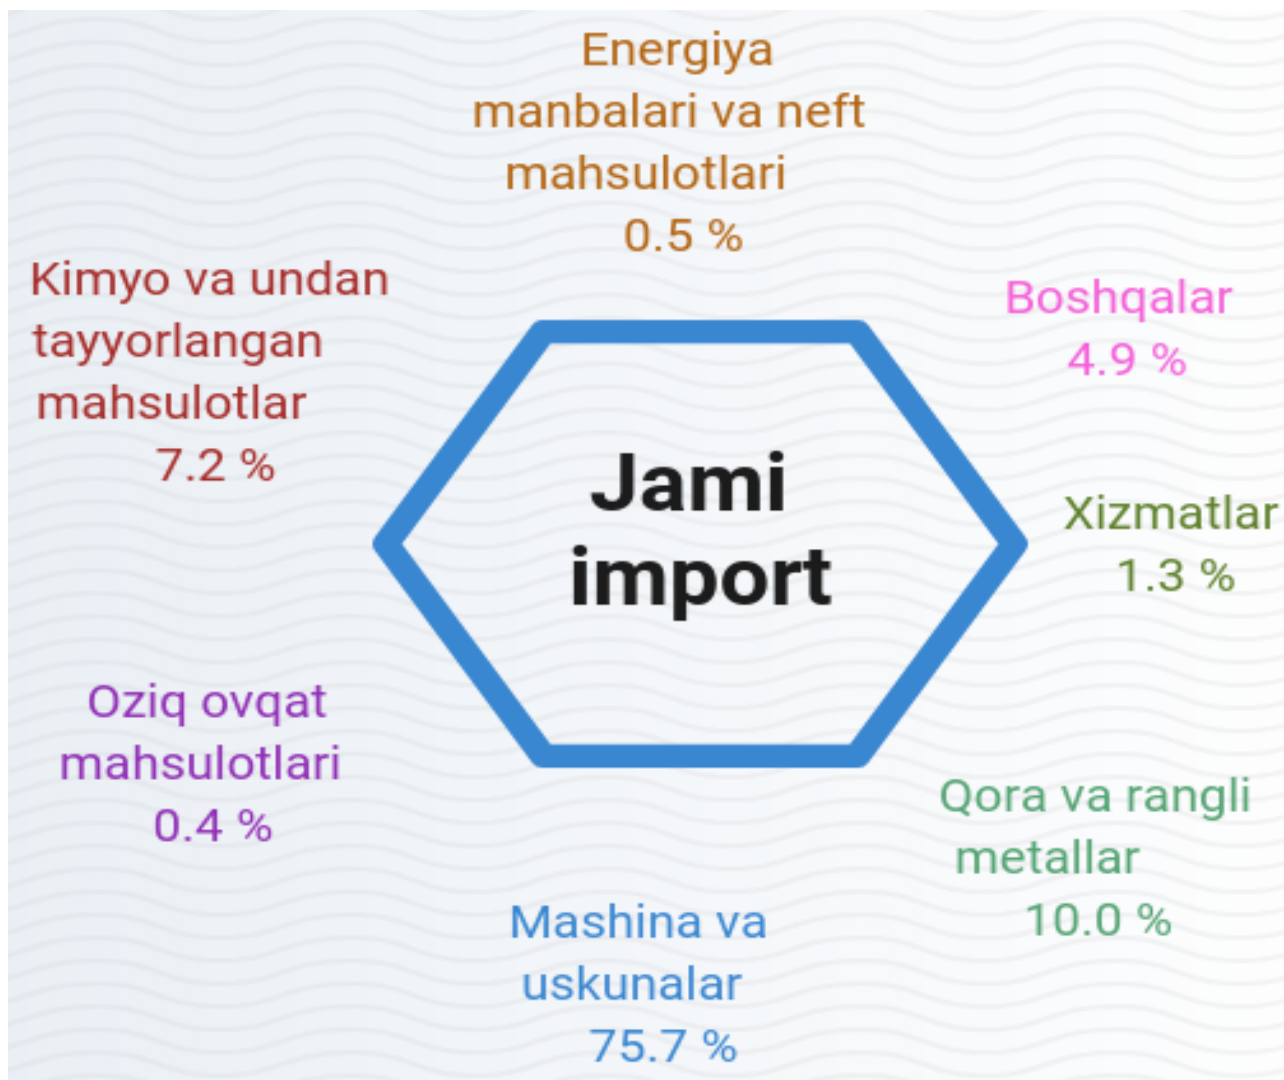 Energiya
manbalari va neft
mahsulotlari
0.5 %
Kimyo va undan
tayyorlangan
mahsulotlar
7.2 %
Boshqalar
4.9 %
Jami
import
Xizmatlar
1.3 %
Oziq ovqat
mahsulotlari
0.4 %
Qora va rangli
metallar
10.0 %
Mashina va
uskunalar
75.7 %